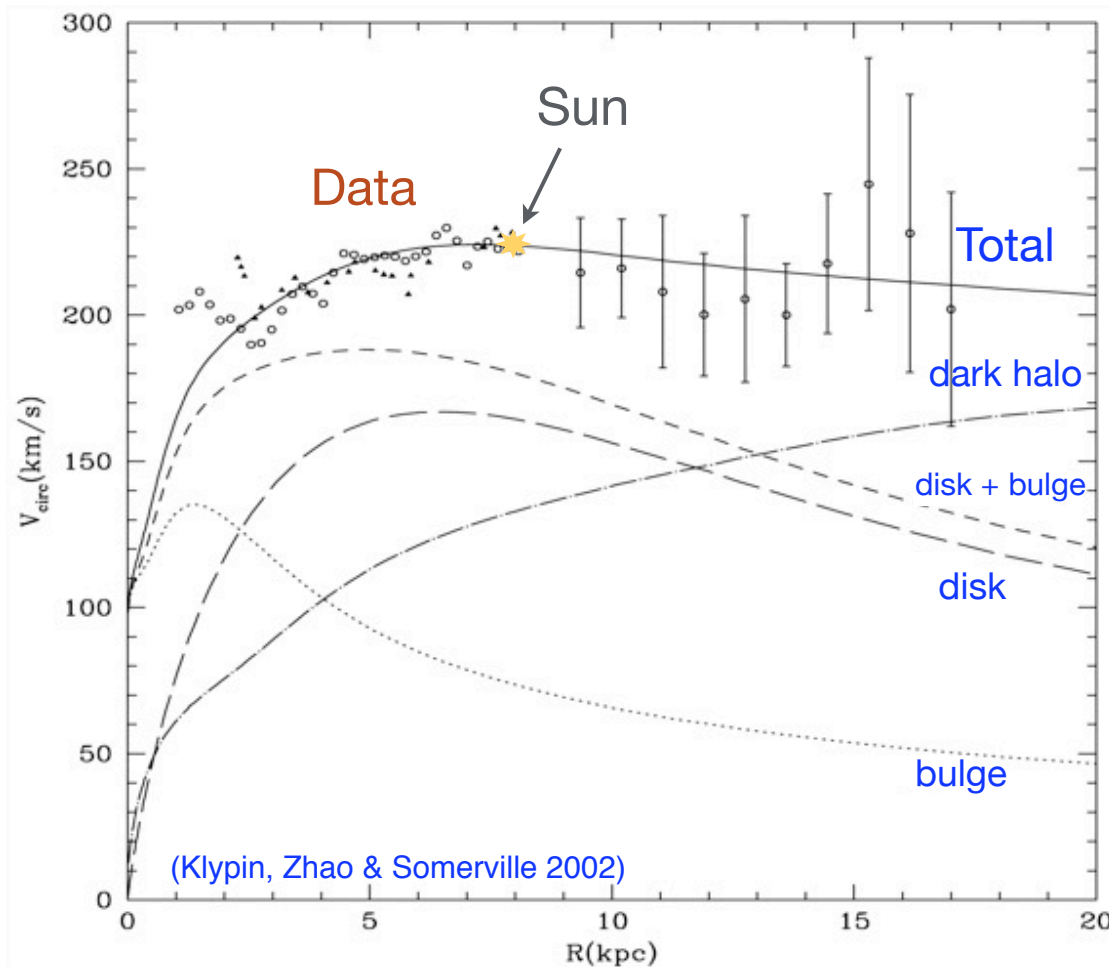 300
250
200
150
100
50
0
V_circ(km/s)
Sun
Data
Total
dark halo
disk + bulge
disk
bulge
(Klypin, Zhao & Somerville 2002)
0 5 10 15 20
R(kpc)